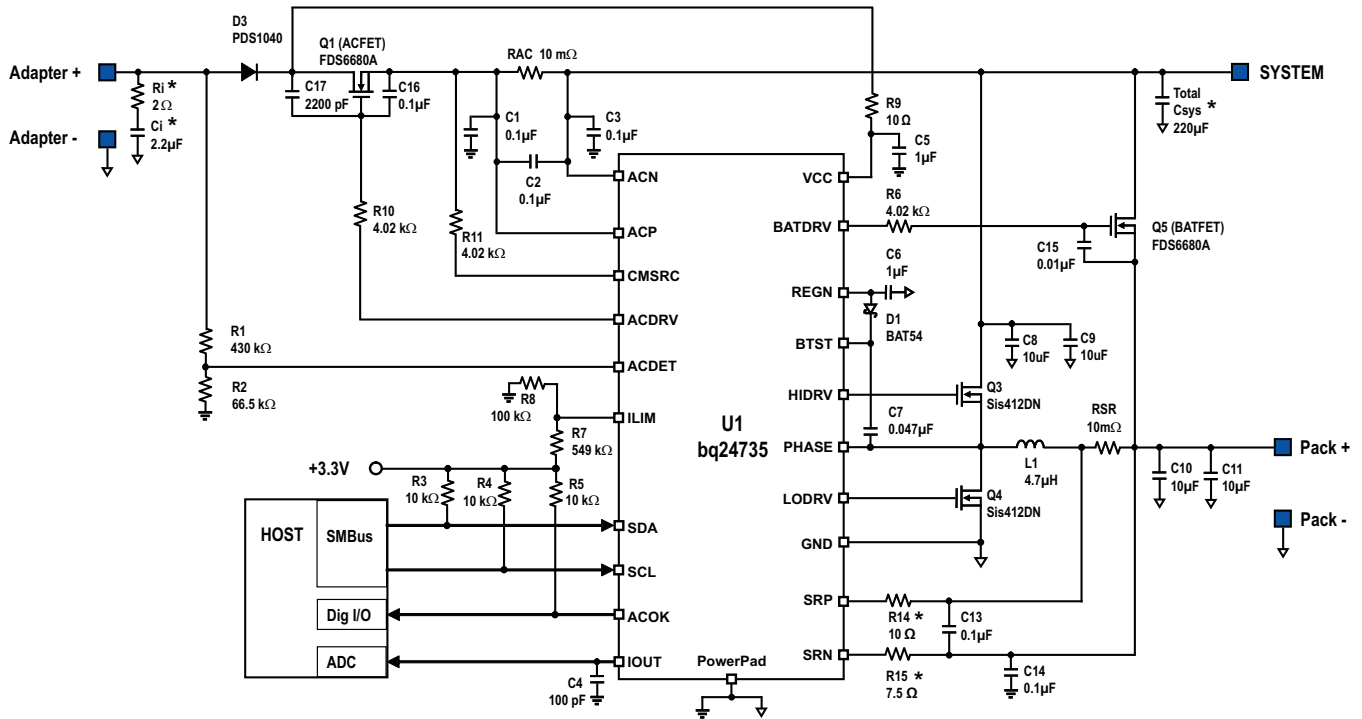 D3
PDS1040
Q1 (ACFET)
FDS6680A
RAC 10 mΩ
Adapter +
Ri *
2 Ω
Ci *
2.2µF
Adapter -
C17
2200 pF
C16
0.1µF
C1
0.1µF
C3
0.1µF
C2
0.1µF
R9
10 Ω
C5
1µF
SYSTEM
Total
Csys *
220µF
R10
4.02 kΩ
R11
4.02 kΩ
R1
430 kΩ
R2
66.5 kΩ
R8
100 kΩ
R7
549 kΩ
+3.3V
R3
10 kΩ
R4
10 kΩ
R5
10 kΩ
HOST
SMBus
Dig I/O
ADC
C4
100 pF
ACN
ACP
CMSRC
ACDRV
ACDET
ILIM
SDA
SCL
ACOK
IOUT
U1
bq24735
PowerPad
VCC
BATDRV
REGN
BTST
HIDRV
PHASE
LODRV
GND
SRP
SRN
R6
4.02 kΩ
C6
1µF
D1
BAT54
C15
0.01µF
Q5 (BATFET)
FDS6680A
C8
10uF
C9
10uF
Q3
Sis412DN
C7
0.047µF
L1
4.7µH
RSR
10mΩ
Q4
Sis412DN
C10
10µF
C11
10µF
Pack +
Pack -
R14 *
10 Ω
C13
0.1µF
R15 *
7.5 Ω
C14
0.1µF